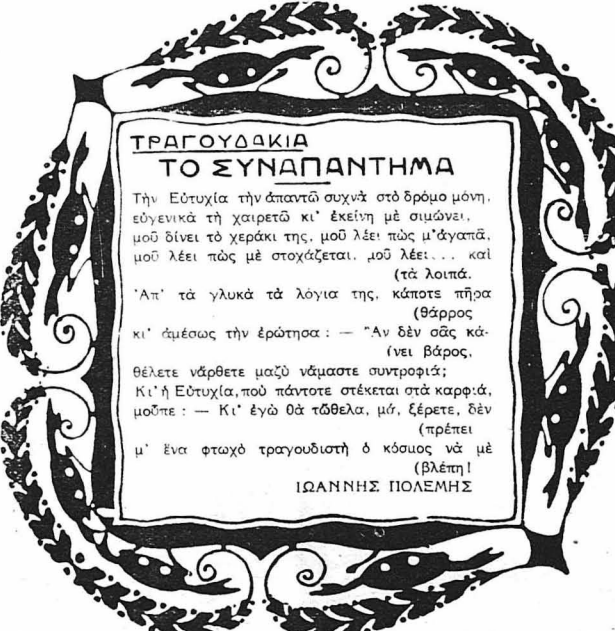 ΤΡΑΓΟΥΔΑΚΙΑ
ΤΟ ΣΥΝΑΠΑΝΤΗΜΑ
Τὴν Εὐτυχία τὴν ἀπαντῶ συχνὰ στὸ δρόμο μόνη,
εὐγενικὰ τὴ χαιρετῶ κι' ἐκείνη μὲ σιμώνει,
μοῦ δίνει τὸ χεράκι της, μοῦ λέει πὼς μ'ἀγαπᾶ,
μοῦ λέει πὼς μὲ στοχάζεται, μοῦ λέει... καὶ
(τὰ λοιπά.
'Απ' τὰ γλυκὰ τὰ λόγια της, κάποτε πῆρα
(θάρρος
κι' ἀμέσως τὴν ἐρώτησα : — "Αν δὲν σᾶς κά-
(νει βάρος,
θέλετε νἄρθετε μαζὺ νἄμαστε συντροφιά;
Κι' ἡ Εὐτυχία, ποὺ πάντοτε στέκεται στὰ καρφιά,
μοὖπε : — Κι' ἐγὼ θὰ τὤθελα, μά, ξέρετε, δὲν
(πρέπει
μ' ἕνα φτωχὸ τραγουδιστὴ ὁ κόσμος νὰ μὲ
(βλέπη!
ΙΩΑΝΝΗΣ ΠΟΛΕΜΗΣ